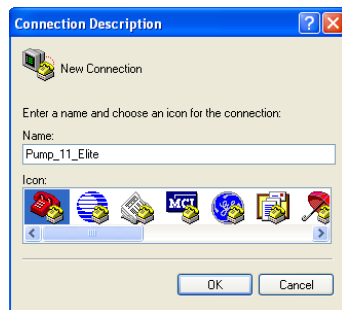 Connection Description
New Connection
Enter a name and choose an icon for the connection:
Name:
Pump_11_Elite
Icon:
MCI
OK
Cancel